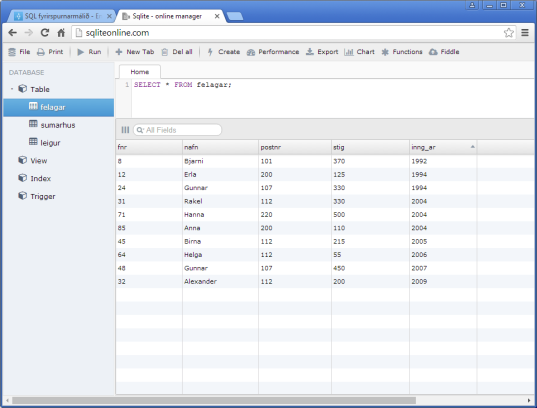 SQL fyrirspurnarmálið - E
Sqlite - online manager
sqliteonline.com
File Print Run New Tab Del all Create Performance Export Chart Functions Fiddle
DATABASE
Table
felagar
sumarhus
leigur
View
Index
Trigger
Home
1 SELECT * FROM felagar;
All Fields
fnr nafn postnr stig inng_ar
8 Bjarni 101 370 1992
12 Erla 200 125 1994
24 Gunnar 107 330 1994
31 Rakel 112 330 2004
71 Hanna 220 500 2004
85 Anna 200 110 2004
45 Birna 112 215 2005
64 Helga 112 55 2006
48 Gunnar 107 450 2007
32 Alexander 112 200 2009